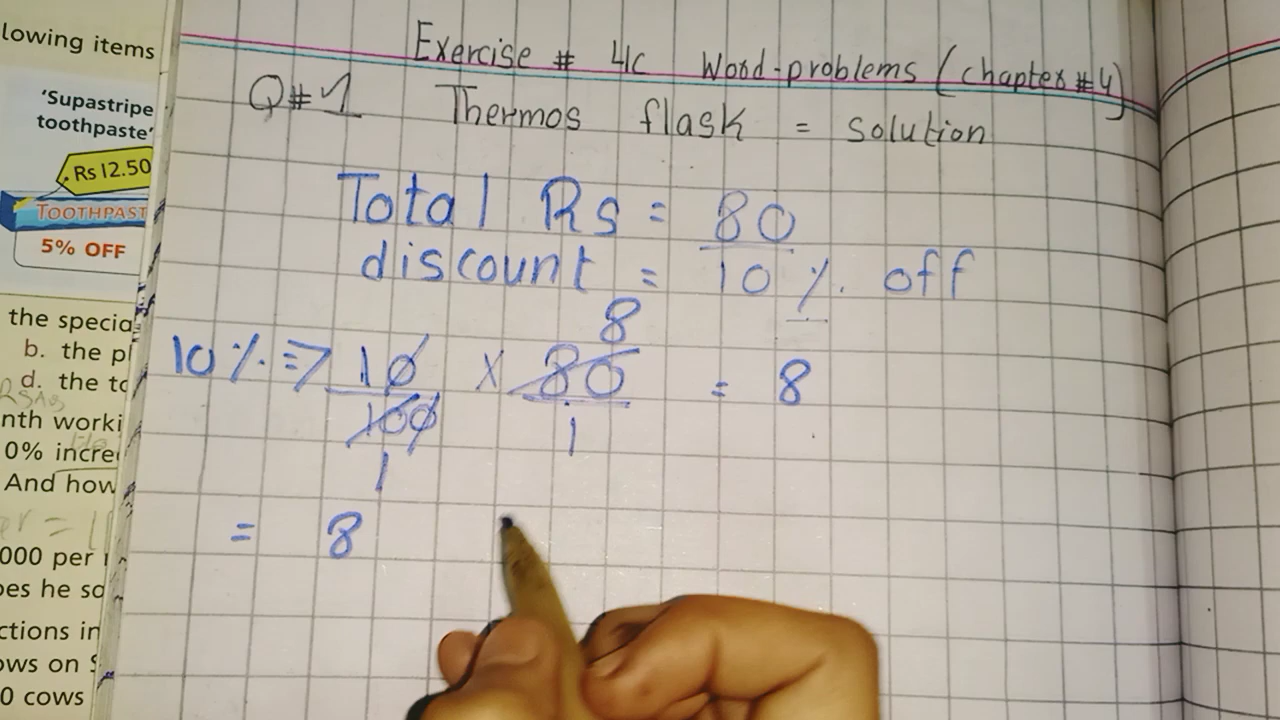 lowing items
'Supastripe
toothpaste'
Rs 12.50
TOOTHPAST
5% OFF
the specia
b. the pl
d. the to
nth worki
0% incre
And how
000 per
oes he so
ctions in
ows on S
0 cows
Exercise # 4c Word-problems (chapter #4)
Q#1 Thermos flask = solution
Total Rs = 80
discount = 10 %. off
8
10%. => 10 x 80 = 8
100 1
1
= 8